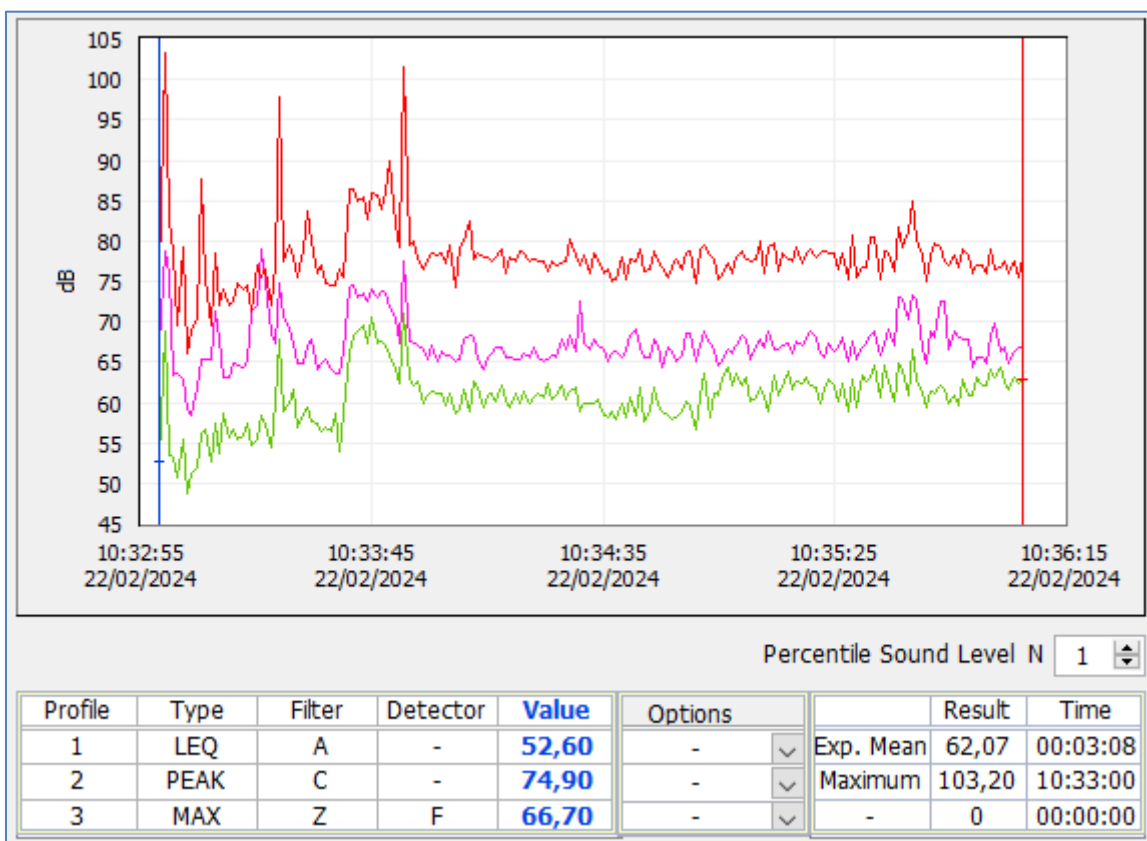 105
100
95
90
85
80
75
70
65
60
55
50
45
dB
10:32:55 10:33:45 10:34:35 10:35:25 10:36:15
22/02/2024 22/02/2024 22/02/2024 22/02/2024 22/02/2024
Percentile Sound Level N 1
Profile Type Filter Detector Value Options Result Time
1 LEQ A - 52,60 - Exp. Mean 62,07 00:03:08
2 PEAK C - 74,90 - Maximum 103,20 10:33:00
3 MAX Z F 66,70 - - 0 00:00:00